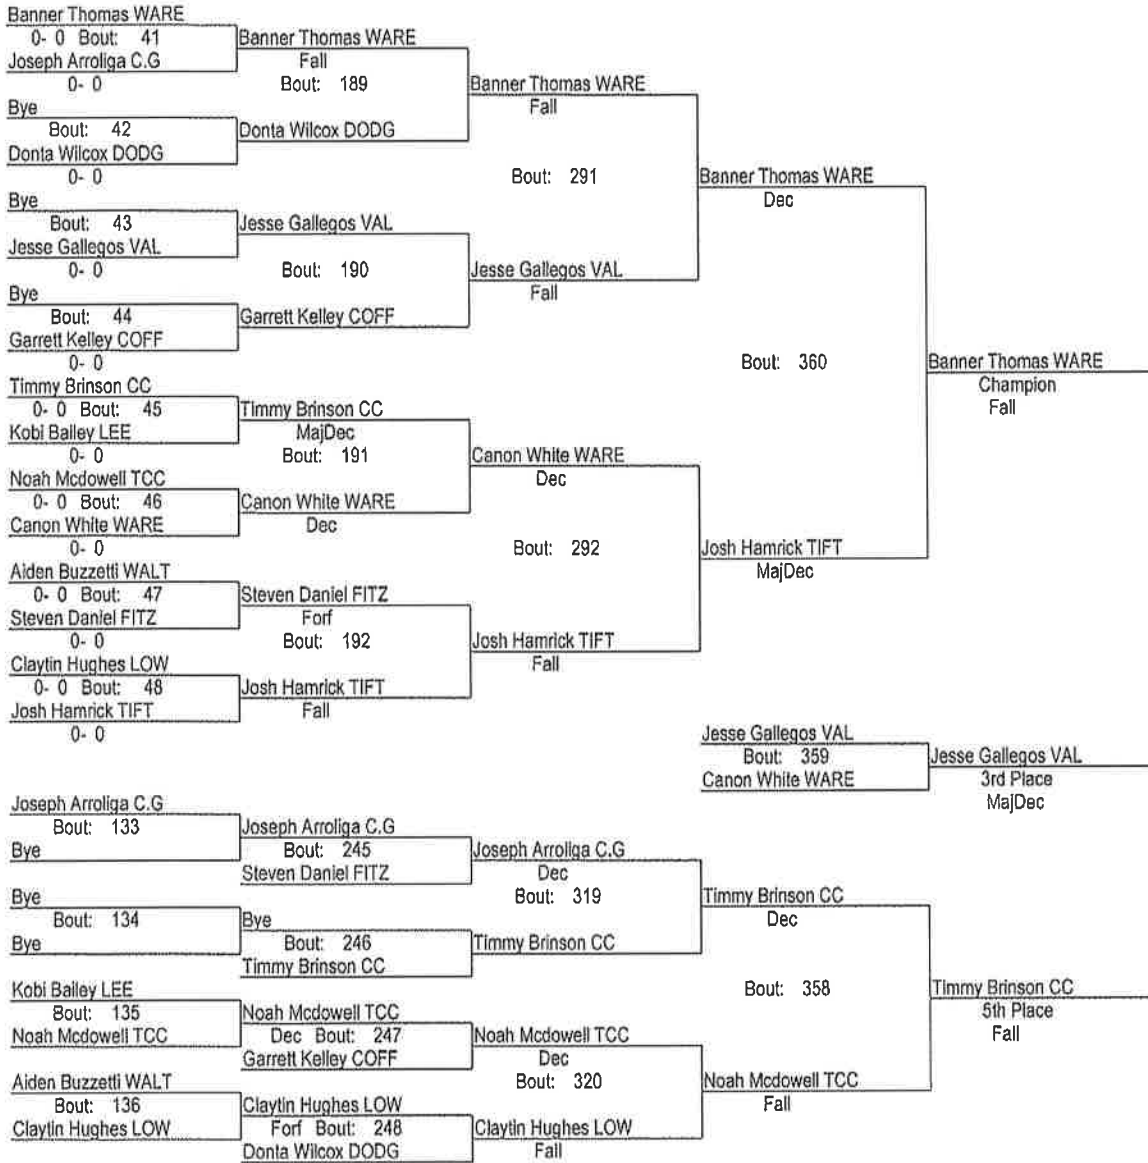 Banner Thomas WARE
0- 0 Bout: 41
Joseph Arroliga C.G
0- 0
Bye
Bout: 42
Donta Wilcox DODG
0- 0
Bye
Bout: 43
Jesse Gallegos VAL
0- 0
Bye
Bout: 44
Garrett Kelley COFF
0- 0
Timmy Brinson CC
0- 0 Bout: 45
Kobi Bailey LEE
0- 0
Noah Mcdowell TCC
0- 0 Bout: 46
Canon White WARE
0- 0
Aiden Buzzetti WALT
0- 0 Bout: 47
Steven Daniel FITZ
0- 0
Claytin Hughes LOW
0- 0 Bout: 48
Josh Hamrick TIFT
0- 0
Banner Thomas WARE
Fall
Bout: 189
Donta Wilcox DODG
Jesse Gallegos VAL
Bout: 190
Garrett Kelley COFF
Timmy Brinson CC
MajDec
Bout: 191
Canon White WARE
Dec
Steven Daniel FITZ
Forf
Bout: 192
Josh Hamrick TIFT
Fall
Banner Thomas WARE
Fall
Bout: 291
Jesse Gallegos VAL
Fall
Canon White WARE
Dec
Bout: 292
Josh Hamrick TIFT
Fall
Banner Thomas WARE
Dec
Bout: 360
Josh Hamrick TIFT
MajDec
Banner Thomas WARE
Champion
Fall
Jesse Gallegos VAL
Bout: 359
Canon White WARE
Jesse Gallegos VAL
3rd Place
MajDec
Joseph Arroliga C.G
Bout: 133
Bye
Bye
Bout: 134
Bye
Kobi Bailey LEE
Bout: 135
Noah Mcdowell TCC
Aiden Buzzetti WALT
Bout: 136
Claytin Hughes LOW
Joseph Arroliga C.G
Bout: 245
Steven Daniel FITZ
Bye
Bout: 246
Timmy Brinson CC
Noah Mcdowell TCC
Dec Bout: 247
Garrett Kelley COFF
Claytin Hughes LOW
Forf Bout: 248
Donta Wilcox DODG
Joseph Arroliga C.G
Dec
Bout: 319
Timmy Brinson CC
Noah Mcdowell TCC
Dec
Bout: 320
Claytin Hughes LOW
Fall
Timmy Brinson CC
Dec
Bout: 358
Noah Mcdowell TCC
Fall
Timmy Brinson CC
5th Place
Fall